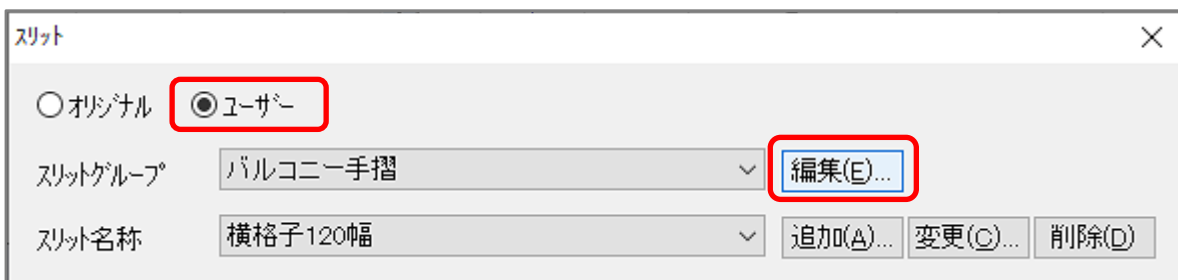 ｽﾘｯﾄ
ｵﾘｼﾞﾅﾙ ﾕｰｻﾞｰ
ｽﾘｯﾄｸﾞﾙｰﾌﾟ バルコニー手摺 編集(E)...
ｽﾘｯﾄ名称 横格子120幅 追加(A)... 変更(C)... 削除(D)